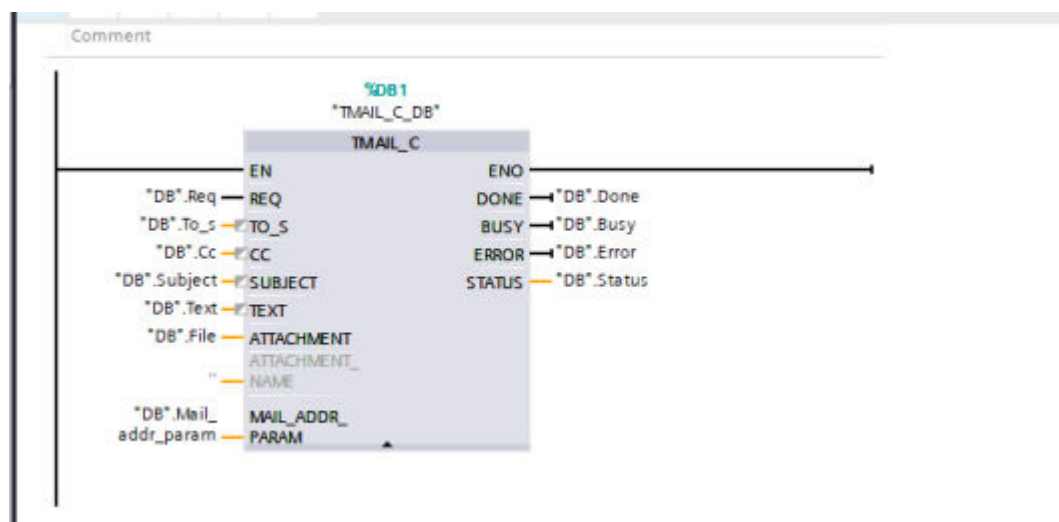 Comment
%DB1
"TMAIL_C_DB"
TMAIL_C
EN ENO
"DB".Req REQ DONE "DB".Done
"DB".To_s TO_S BUSY "DB".Busy
"DB".Cc CC ERROR "DB".Error
"DB".Subject SUBJECT STATUS "DB".Status
"DB".Text TEXT
"DB".File ATTACHMENT
ATTACHMENT_
'' NAME
"DB".Mail_ MAIL_ADDR_
addr_param PARAM